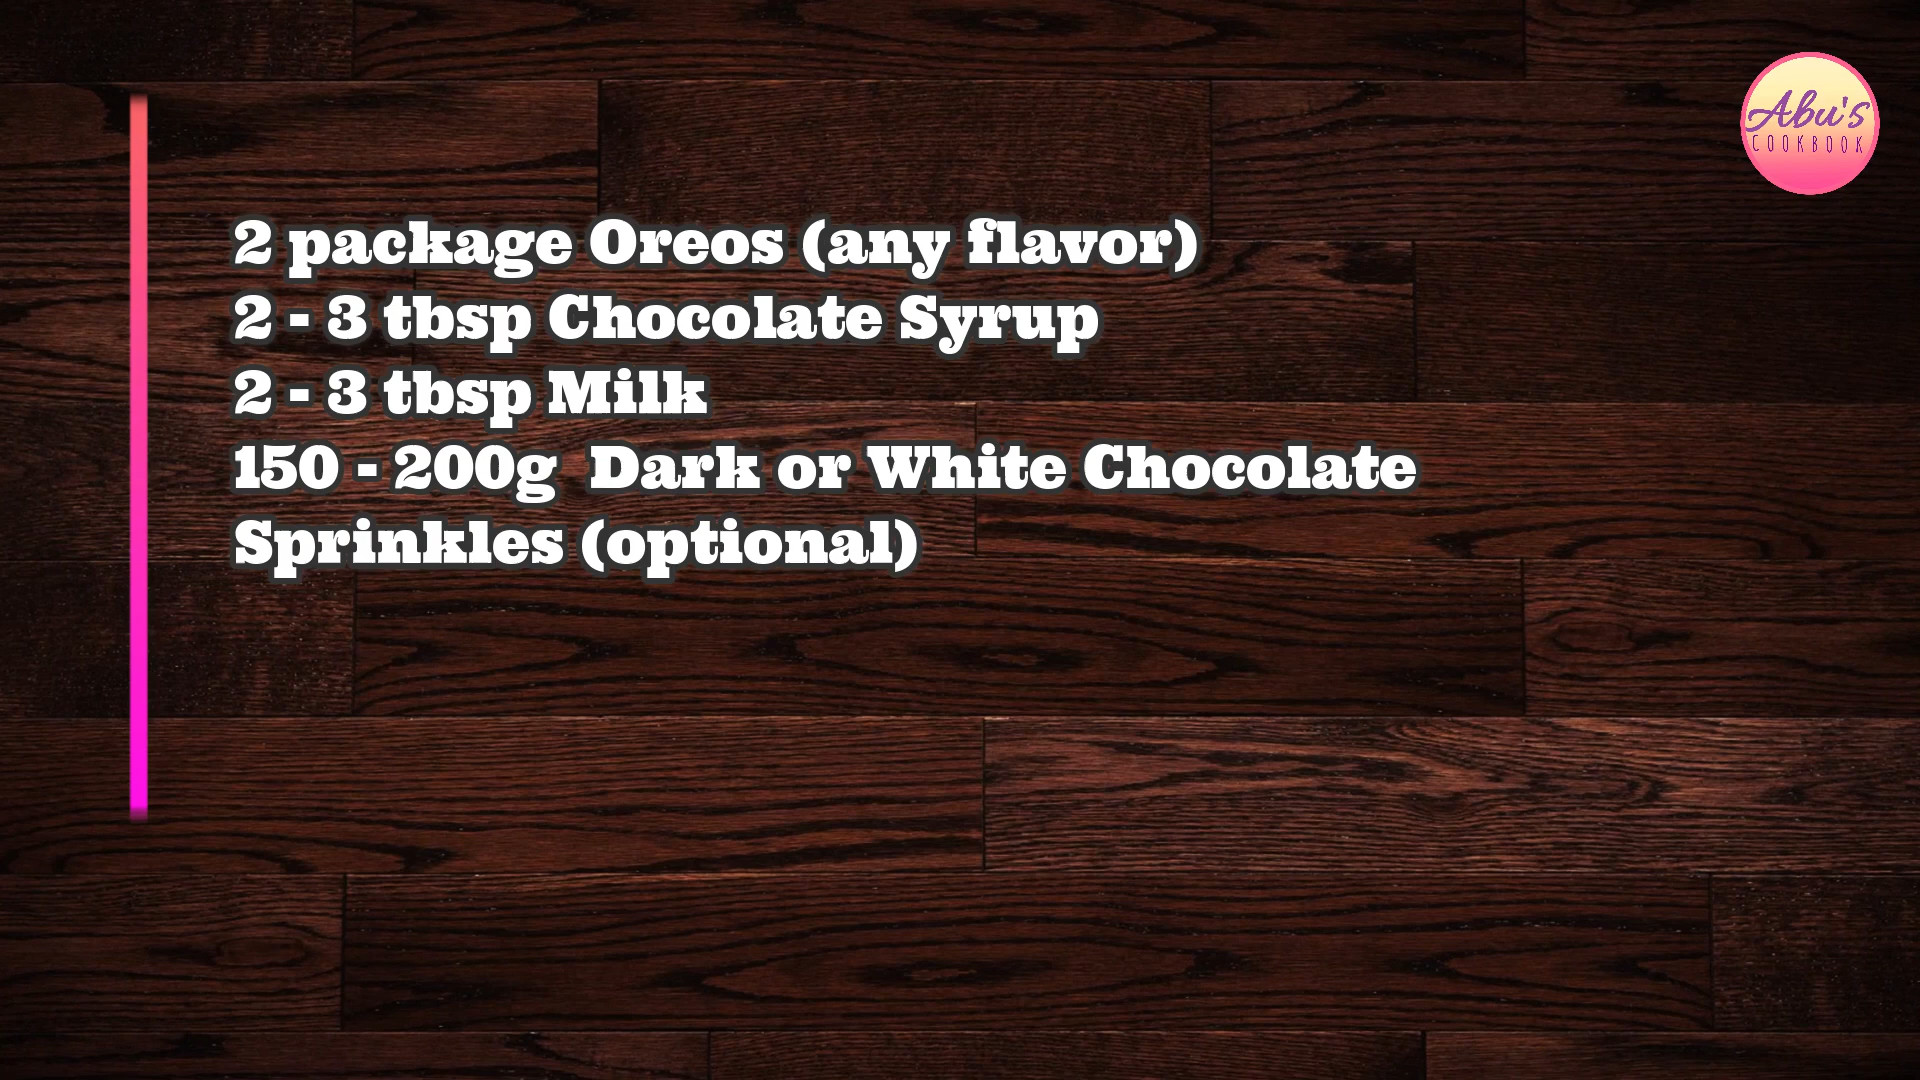 Abu's
COOKBOOK
2 package Oreos (any flavor)
2 - 3 tbsp Chocolate Syrup
2 - 3 tbsp Milk
150 - 200g  Dark or White Chocolate
Sprinkles (optional)